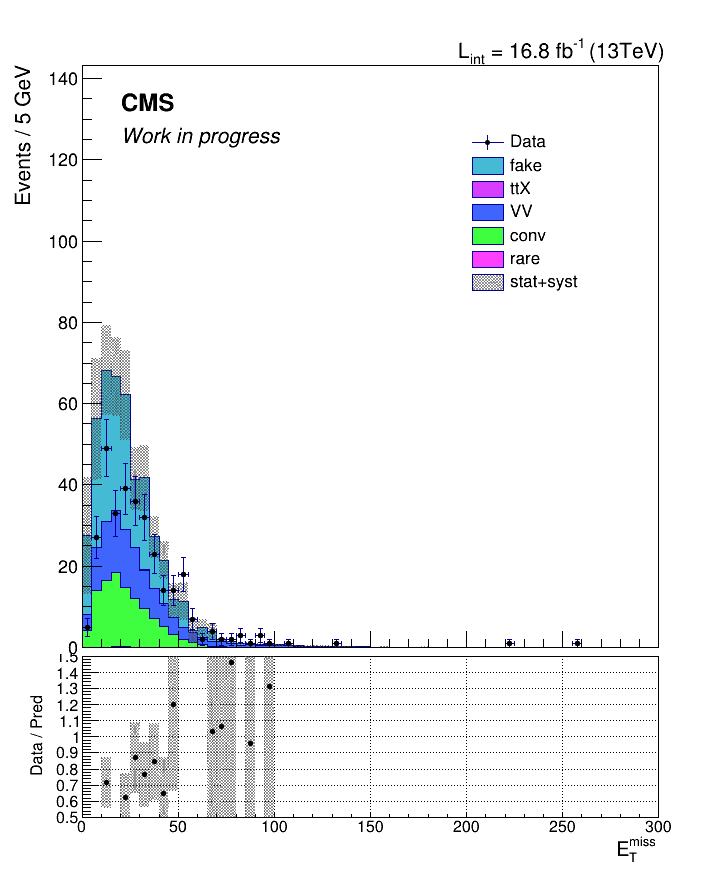 L_int = 16.8 fb^-1 (13TeV)
Events / 5 GeV
140
120
100
80
60
40
20
0
CMS
Work in progress
Data
fake
ttX
VV
conv
rare
stat+syst
Data / Pred
1.5
1.4
1.3
1.2
1.1
1
0.9
0.8
0.7
0.6
0.5
0 50 100 150 200 250 300
E_T^miss